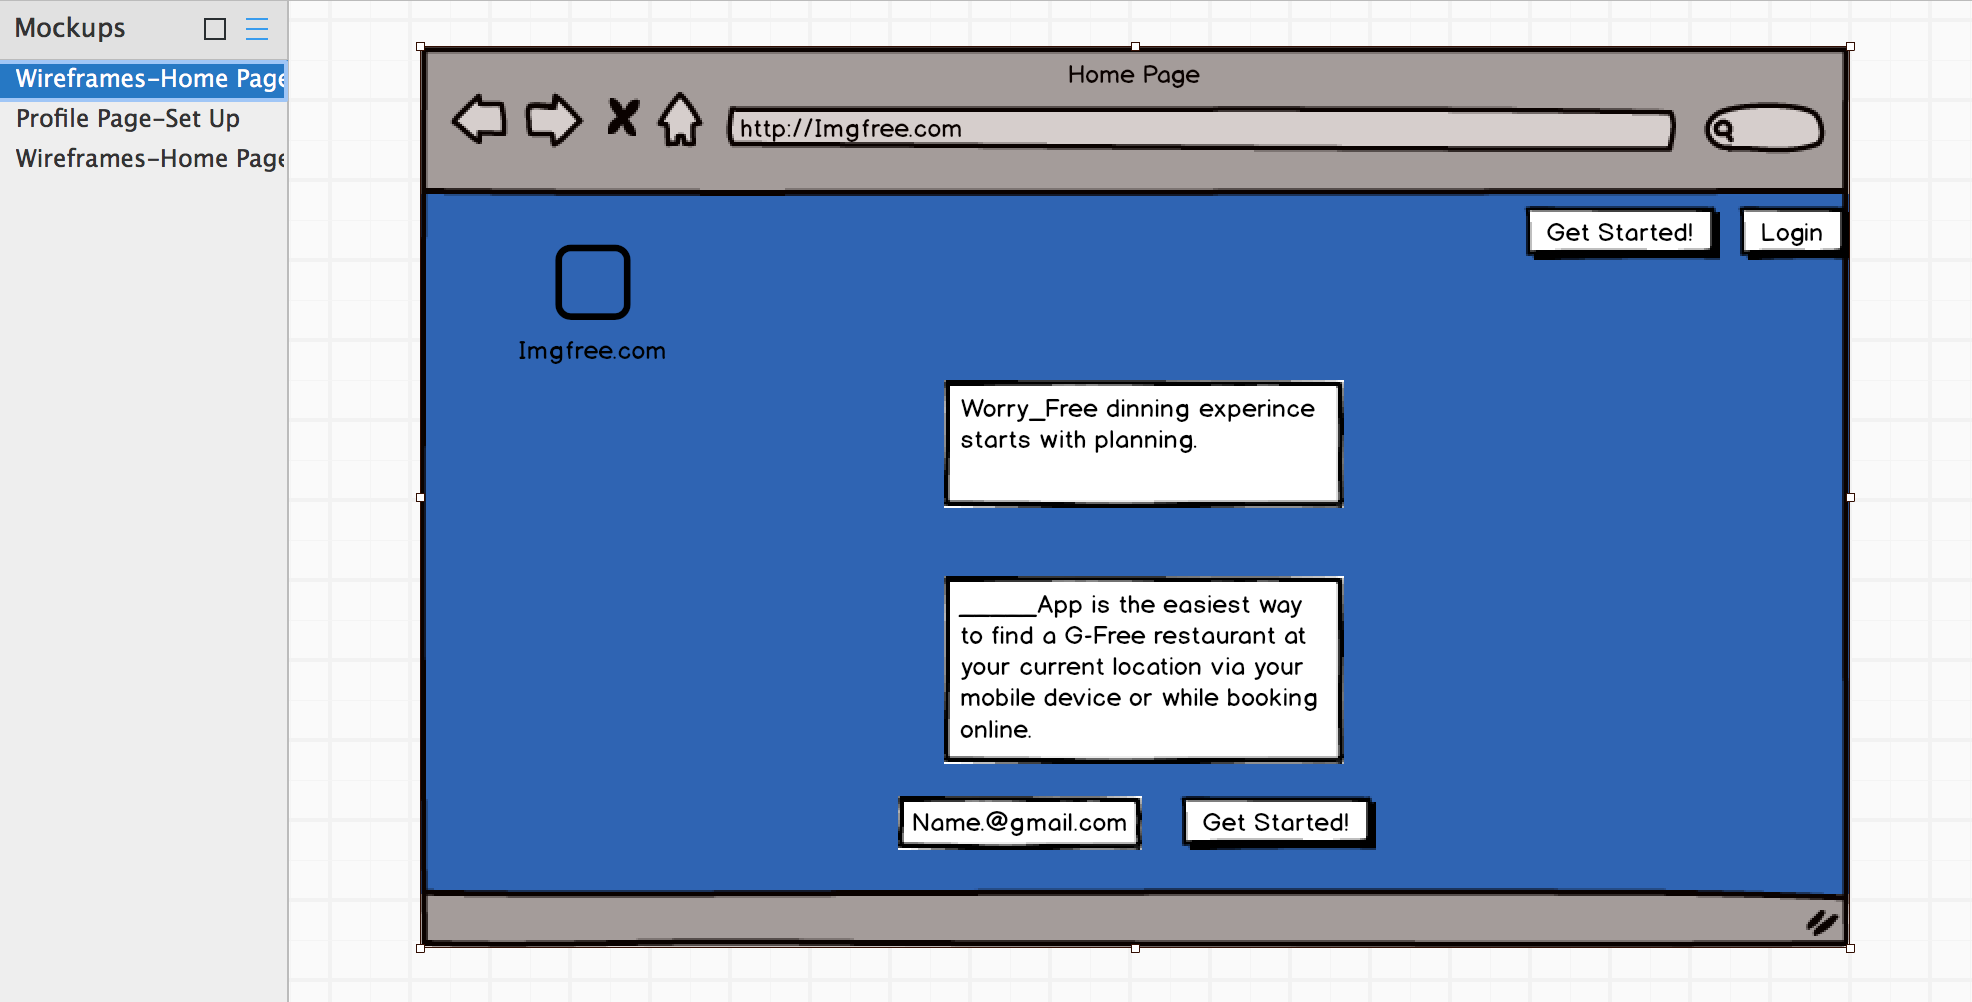 Mockups
Wireframes-Home Page
Profile Page-Set Up
Wireframes-Home Page
Home Page
http://Imgfree.com
Get Started!
Login
Imgfree.com
Worry_Free dinning experince
starts with planning.
______App is the easiest way
to find a G-Free restaurant at
your current location via your
mobile device or while booking
online.
Name.@gmail.com
Get Started!